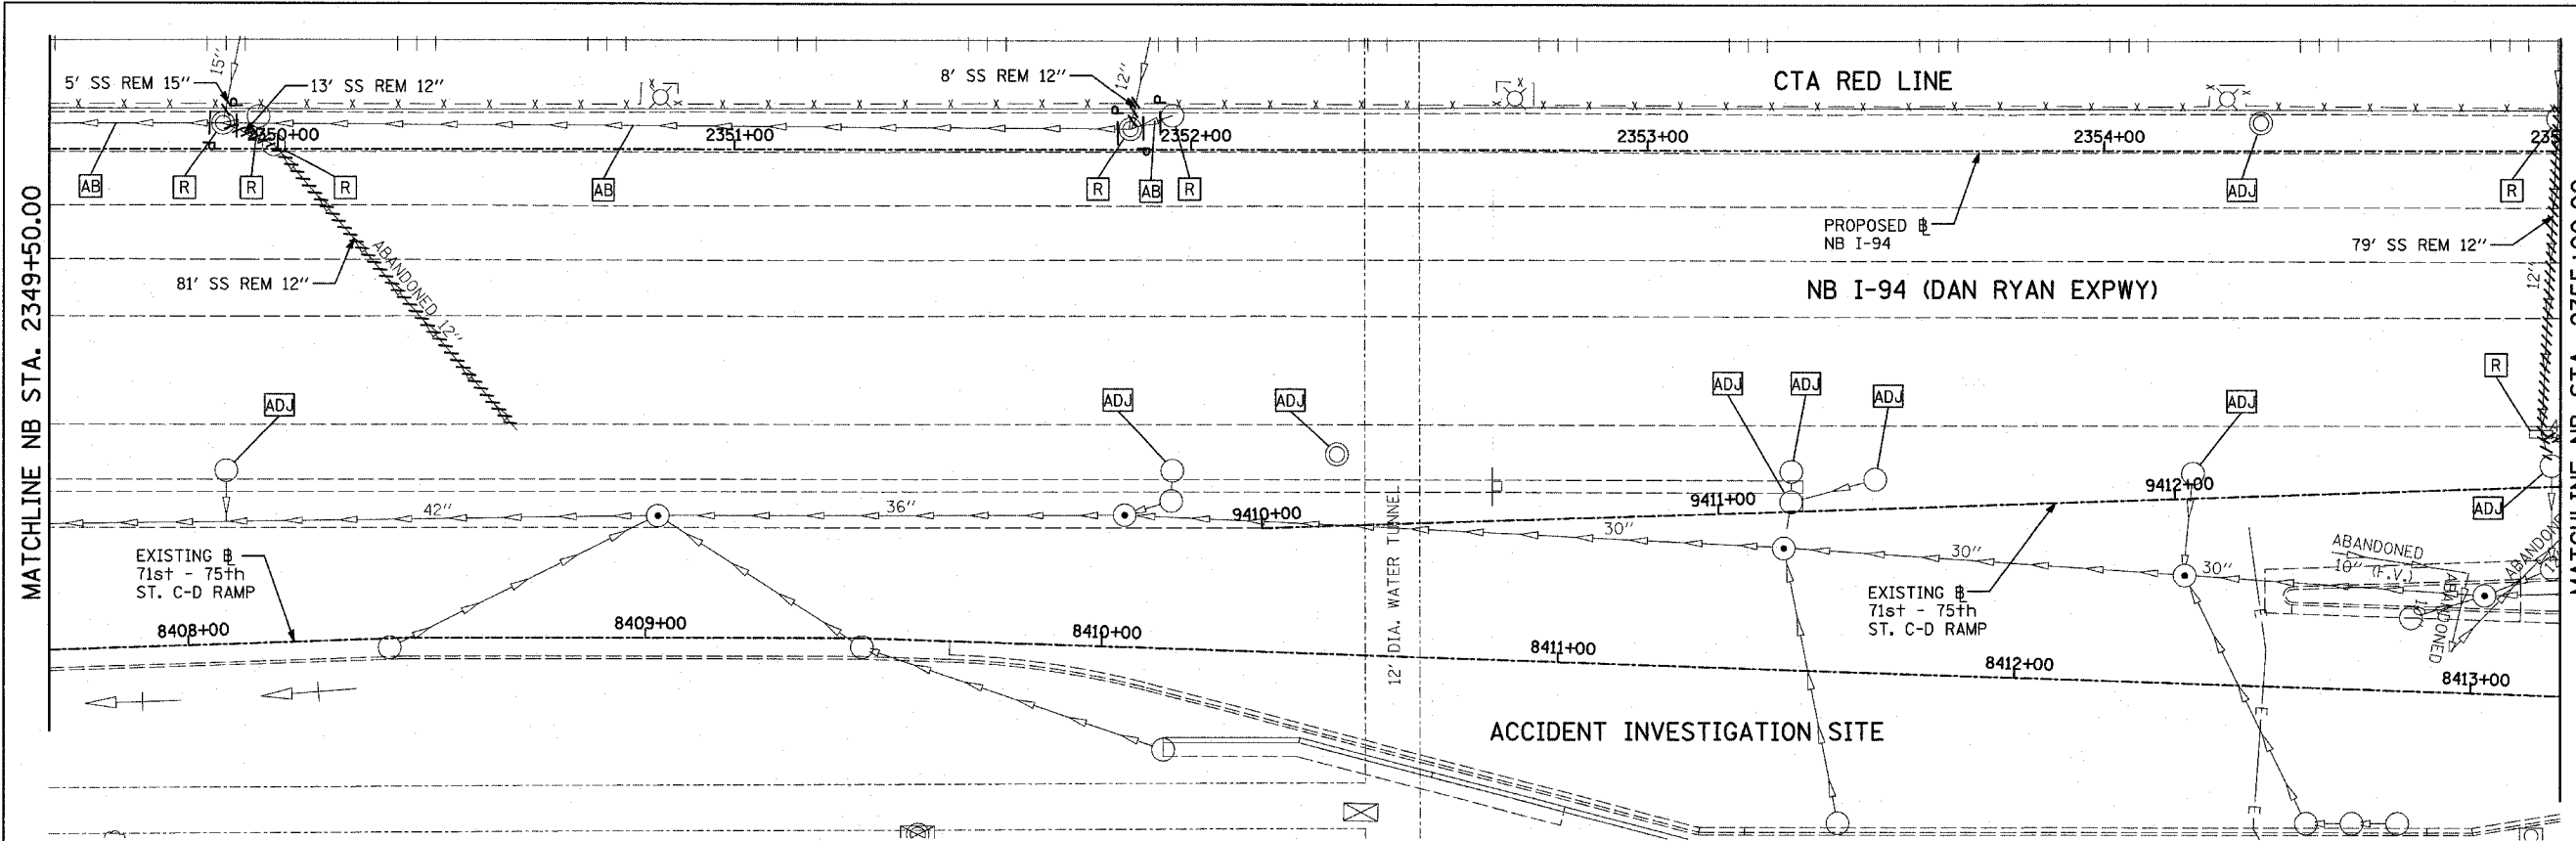 15"
5' SS REM 15"
13' SS REM 12"
8' SS REM 12"
12"
CTA RED LINE
P
P
P
2350+00
2351+00
2352+00
2353+00
2354+00
AB
R
R
R
AB
R
AB
R
ADJ
R
MATCHLINE NB STA. 2349+50.00
PROPOSED B
NB I-94
79' SS REM 12"
81' SS REM 12"
ABANDONED 12"
NB I-94 (DAN RYAN EXPWY)
12"
ADJ
ADJ
ADJ
ADJ
ADJ
ADJ
ADJ
R
42"
36"
9410+00
9411+00
9412+00
ADJ
30"
30"
30"
12' DIA. WATER TUNNEL
EXISTING B
71st - 75th
ST. C-D RAMP
ABANDONED
10" (F.V.)
ABANDONED
EXISTING B
71st - 75th
ST. C-D RAMP
8408+00
8409+00
8410+00
8411+00
8412+00
8413+00
ACCIDENT INVESTIGATION SITE
E
E